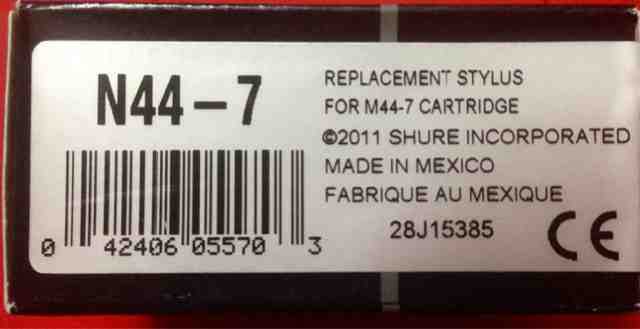 N44-7
REPLACEMENT STYLUS
FOR M44-7 CARTRIDGE
©2011 SHURE INCORPORATED
MADE IN MEXICO
FABRIQUE AU MEXIQUE
28J15385
CE
0 42406 05570 3